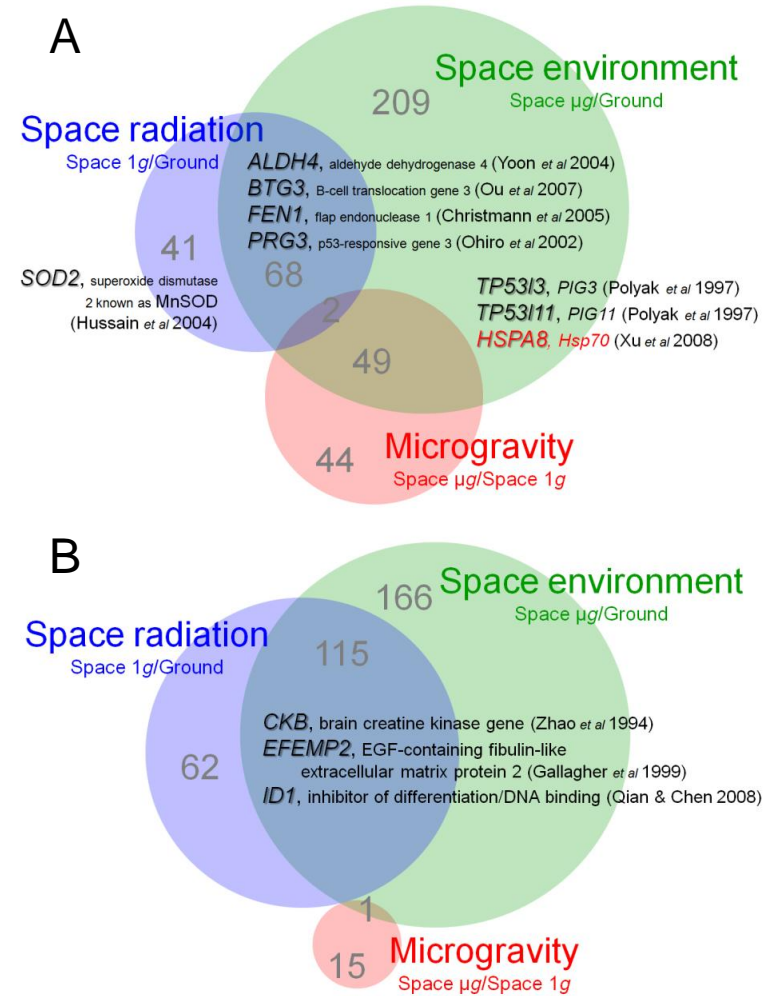 A
Space environment
Space µg/Ground
209
Space radiation
Space 1g/Ground
ALDH4, aldehyde dehydrogenase 4 (Yoon et al 2004)
BTG3, B-cell translocation gene 3 (Ou et al 2007)
FEN1, flap endonuclease 1 (Christmann et al 2005)
PRG3, p53-responsive gene 3 (Ohiro et al 2002)
41
68
SOD2, superoxide dismutase
2 known as MnSOD
(Hussain et al 2004)
2
TP53I3, PIG3 (Polyak et al 1997)
TP53I11, PIG11 (Polyak et al 1997)
HSPA8, Hsp70 (Xu et al 2008)
49
44
Microgravity
Space µg/Space 1g
B
Space environment
Space µg/Ground
166
Space radiation
Space 1g/Ground
115
CKB, brain creatine kinase gene (Zhao et al 1994)
EFEMP2, EGF-containing fibulin-like
extracellular matrix protein 2 (Gallagher et al 1999)
ID1, inhibitor of differentiation/DNA binding (Qian & Chen 2008)
62
1
15
Microgravity
Space µg/Space 1g